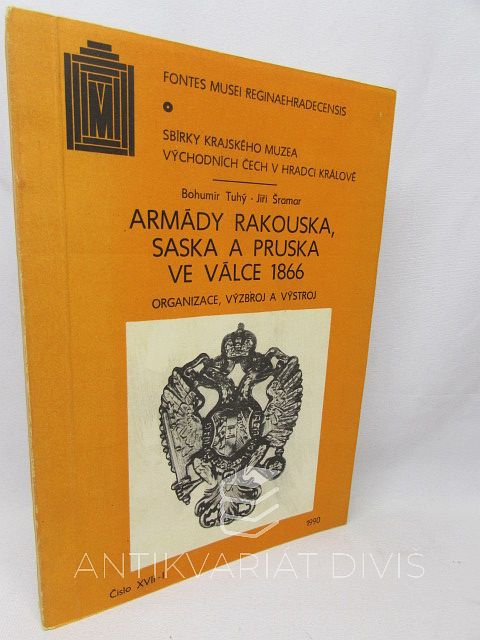 M
FONTES MUSEI REGINAEHRADECENSIS
SBÍRKY KRAJSKÉHO MUZEA
VÝCHODNÍCH ČECH V HRADCI KRÁLOVÉ
Bohumír Tuhý - Jiří Šramar
ARMÁDY RAKOUSKA,
SASKA A PRUSKA
VE VÁLCE 1866
ORGANIZACE, VÝZBROJ A VÝSTROJ
1990
Číslo
ANTIKVARIÁT DIVIŠ